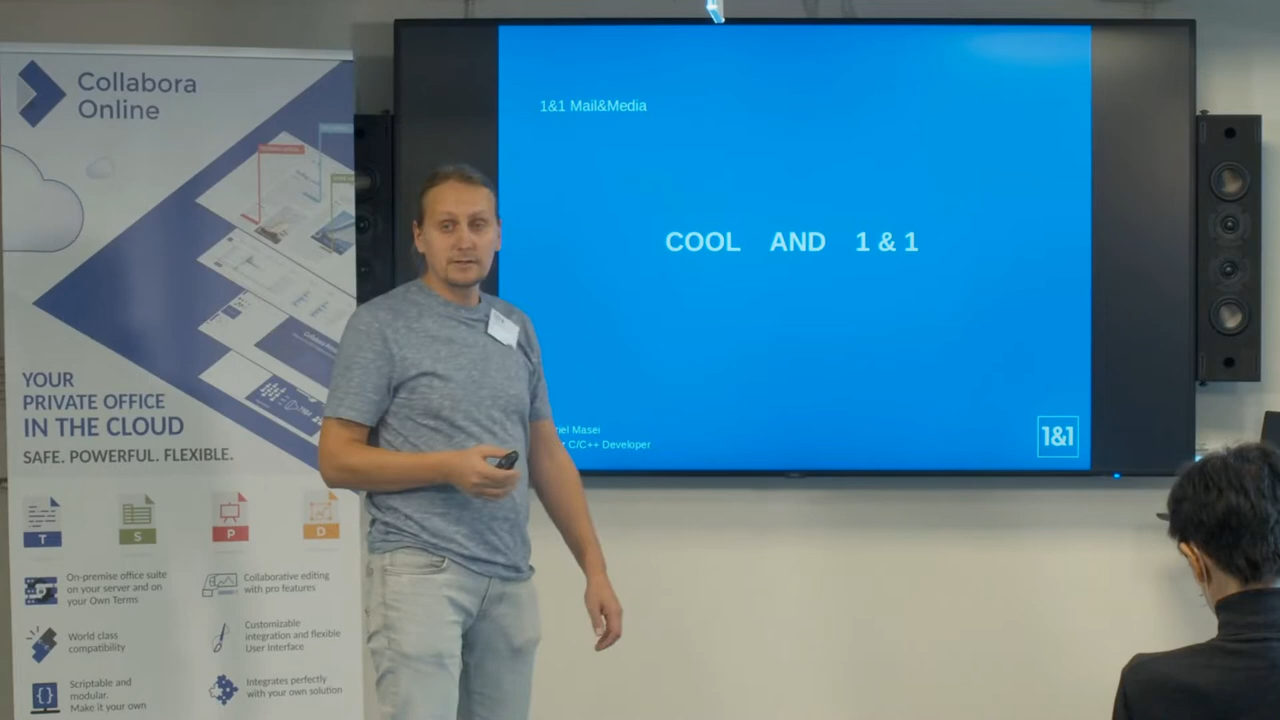 Collabora
Online
YOUR
PRIVATE OFFICE
IN THE CLOUD
SAFE. POWERFUL. FLEXIBLE.
T
S
P
D
On-premise office suite
on your server and on
your Own Terms
Collaborative editing
with pro features
World class
compatibility
Customizable
integration and flexible
User interface
Scriptable and
modular.
Make it your own
Integrates perfectly
with your own solution
1&1 Mail&Media
COOL AND 1 & 1
Masei
C/C++ Developer
1&1